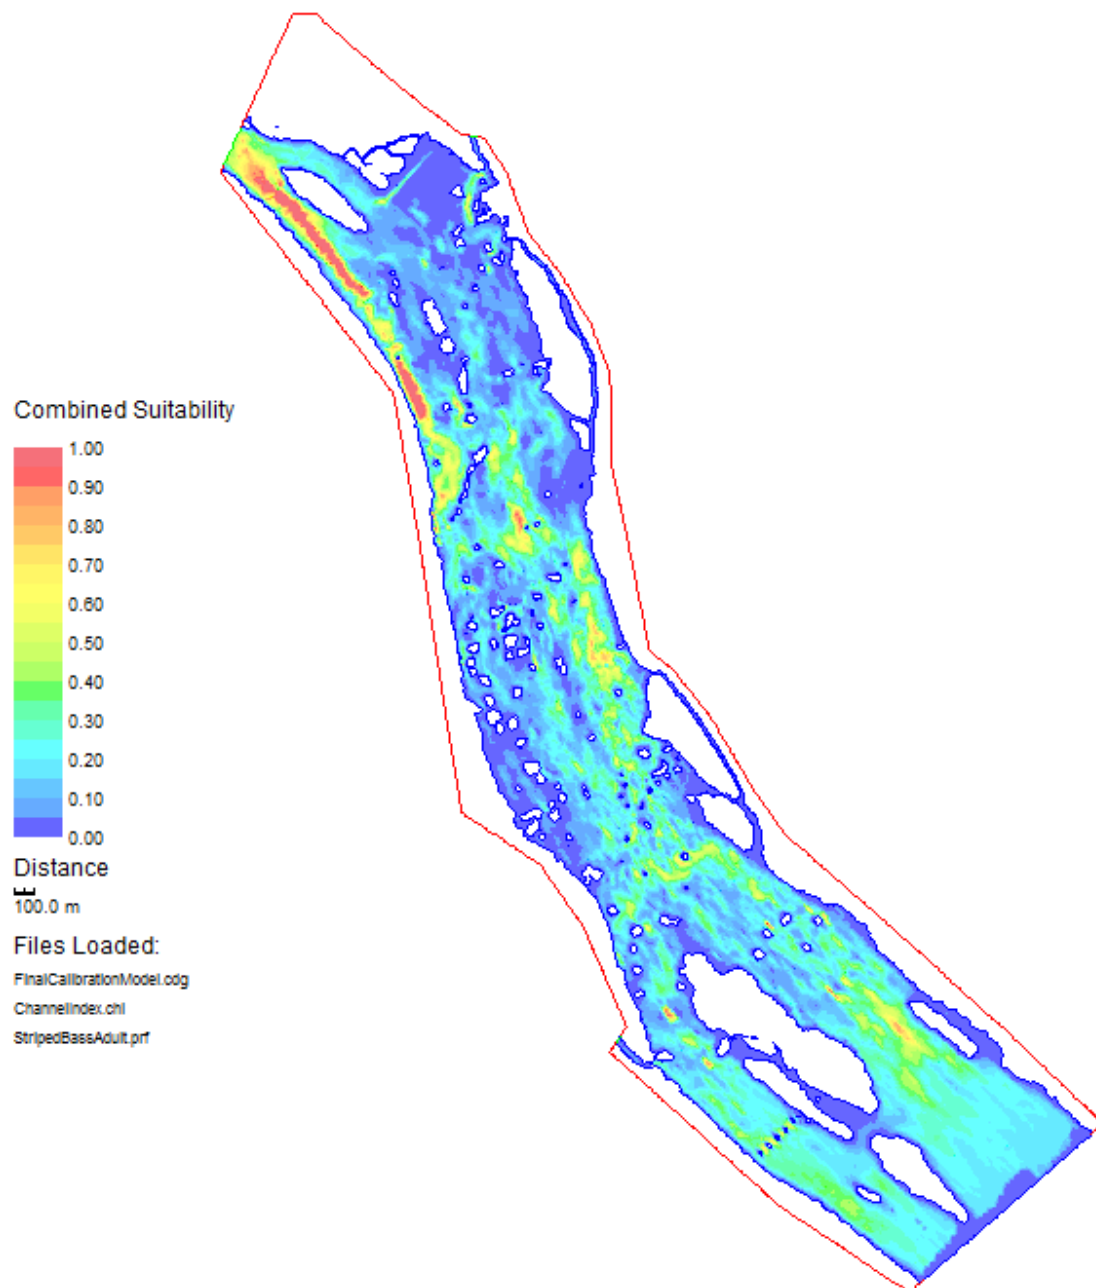 Combined Suitability
1.00
0.90
0.80
0.70
0.60
0.50
0.40
0.30
0.20
0.10
0.00
Distance
100.0 m
Files Loaded:
FinalCalibrationModel.cdg
ChannelIndex.chi
StripedBassAdult.prf